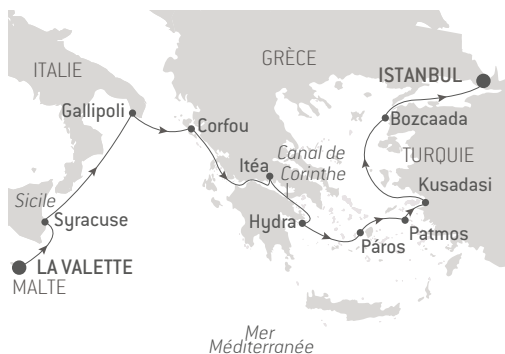 ITALIE
GRÈCE
ISTANBUL
Gallipoli
Corfou
Bozcaada
Itéa
Canal de
Corinthe
TURQUIE
Kusadasi
Sicile
Syracuse
Hydra
Patmos
Páros
LA VALETTE
MALTE
Mer
Méditerranée